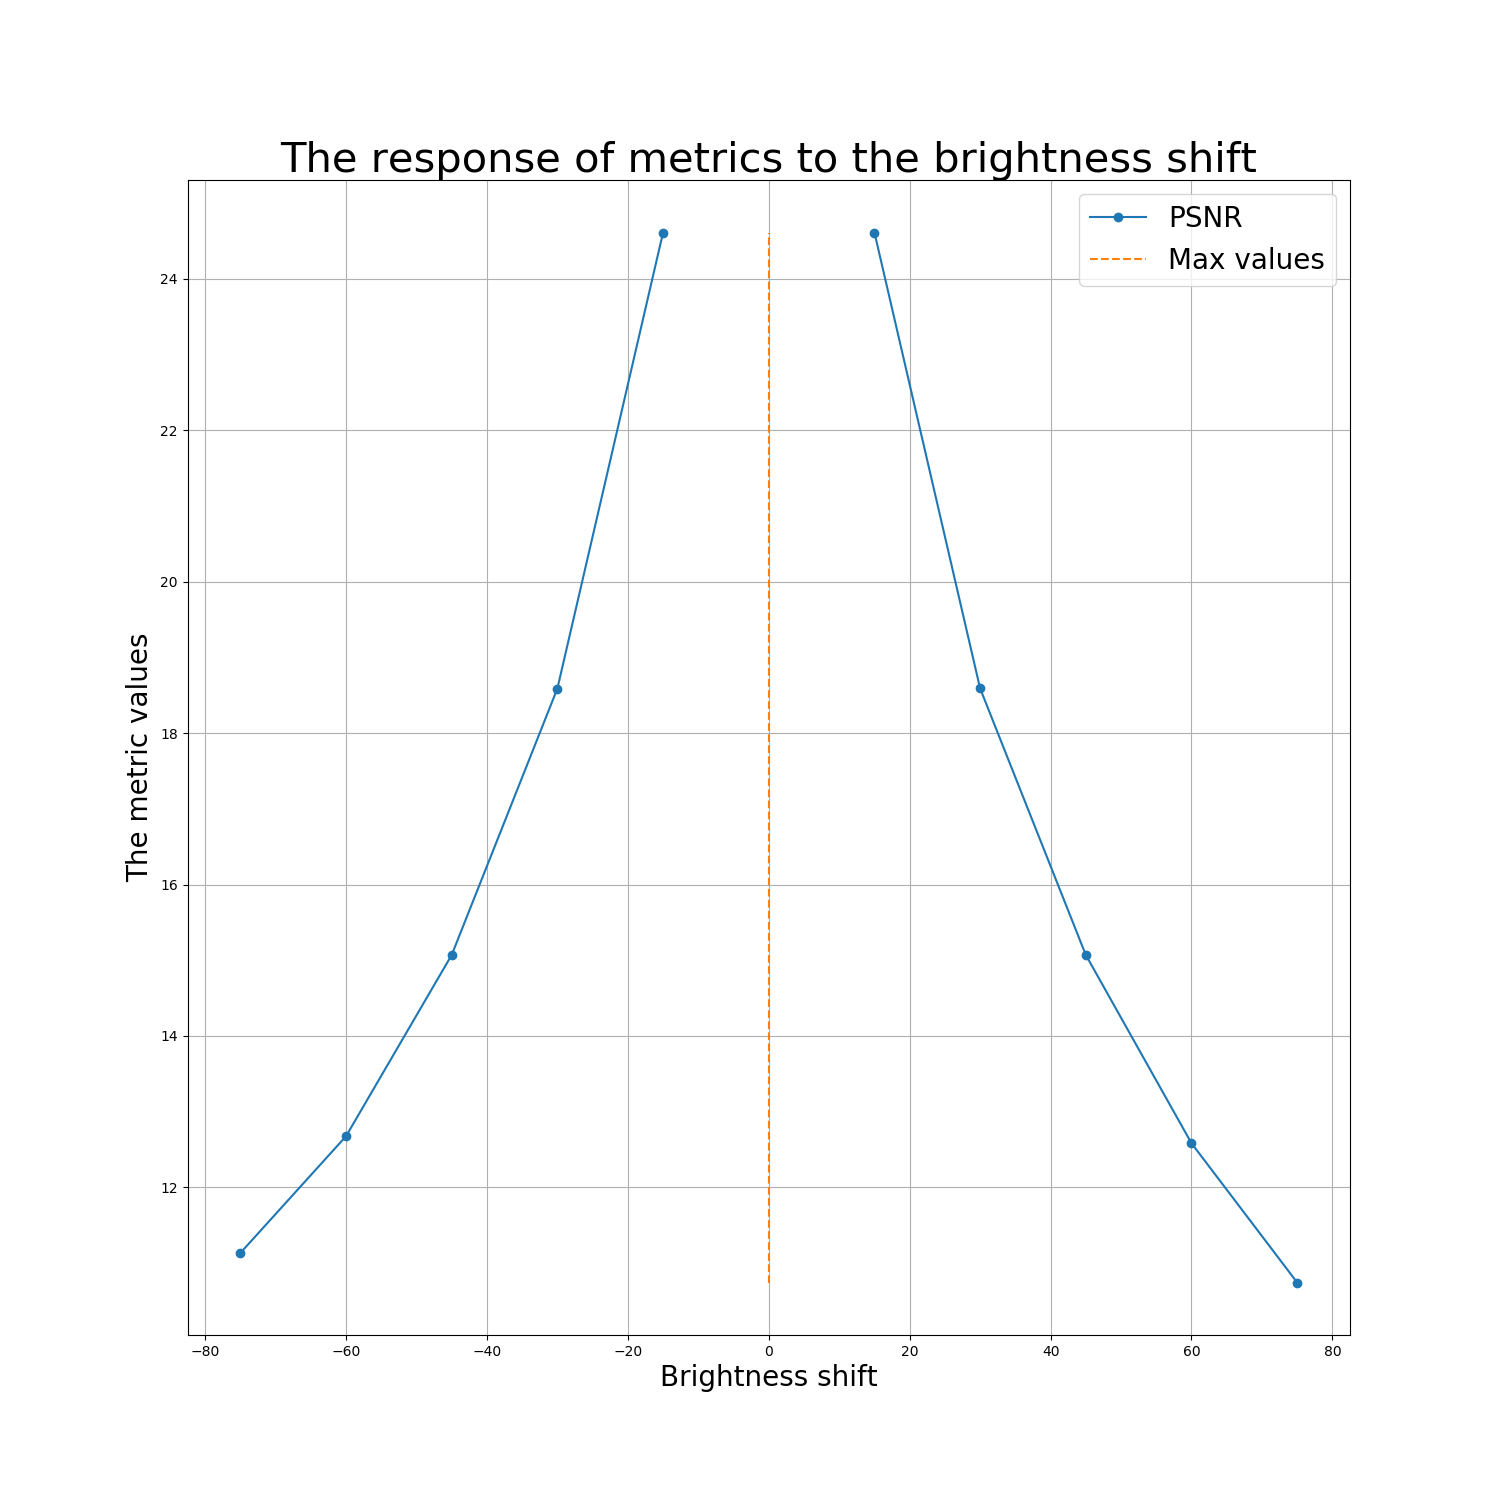 The response of metrics to the brightness shift
PSNR
Max values
24
22
20
18
16
14
12
The metric values
−80 −60 −40 −20 0 20 40 60 80
Brightness shift